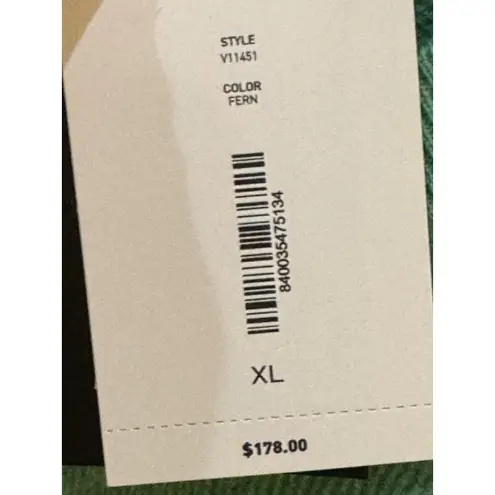 STYLE
V11451
COLOR
FERN
840035475134
XL
$178.00